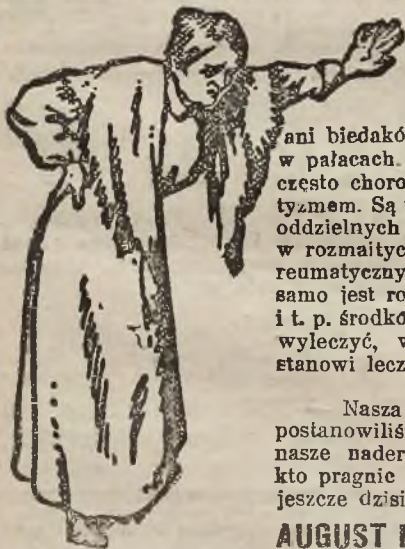 ani biedakó
w pałacach.
często choro
tyzmem. Są
oddzielnych
w rozmaityc
reumatyczny
samo jest ro
i t. p. środkó
wyleczyć, w
stanowi lecz
Nasza
postanowiliś
nasze nader
kto pragnie
jeszcze dzisi
AUGUST